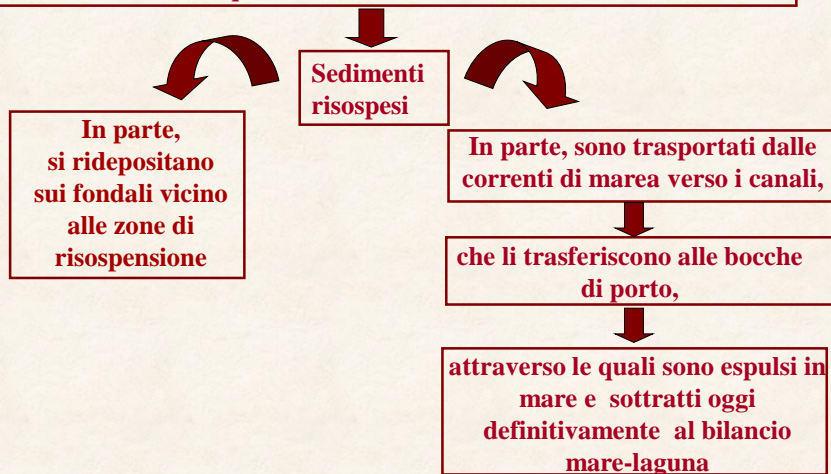 Sedimenti
risospesi
In parte,
si ridepositano
sui fondali vicino
alle zone di
risospensione
In parte, sono trasportati dalle
correnti di marea verso i canali,
che li trasferiscono alle bocche
di porto,
attraverso le quali sono espulsi in
mare e sottratti oggi
definitivamente al bilancio
mare-laguna